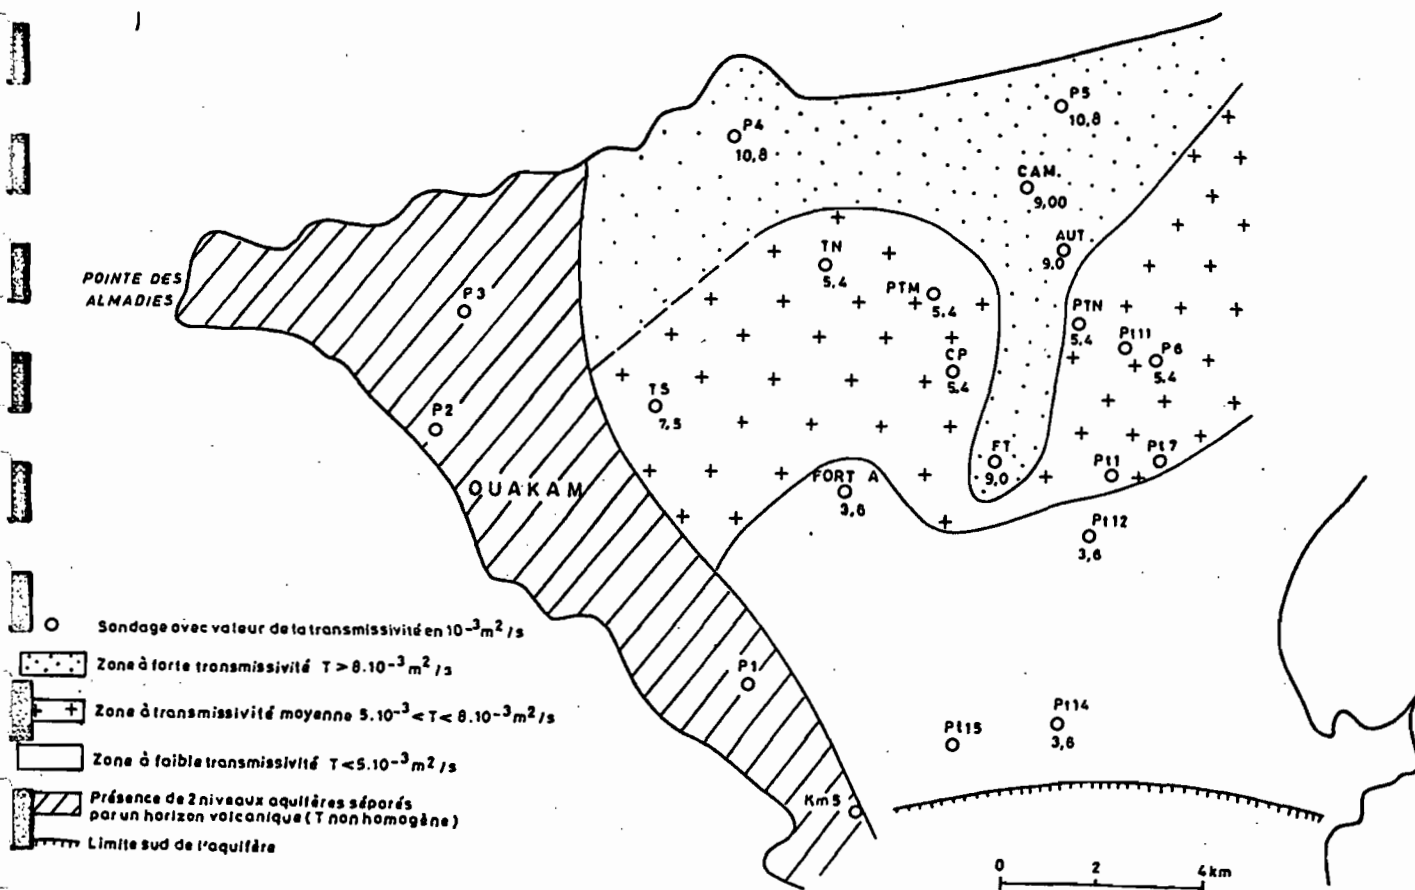 P5
10,8
P4
10,8
CAM.
9,00
AUT.
9.0
TN
5,4
POINTE DES
ALMADIES
P3
PTM
5.4
PTN
5,4
Pt11
P6
5.4
CP
5.4
TS
7,5
P2
FT
9,0
Pt1
Pt7
OUAKAM
FORT A
3,6
Pt12
3,6
Sondage avec valeur de la transmissivité en 10⁻³m²/s
Zone à forte transmissivité T>8.10⁻³m²/s
Zone à transmissivité moyenne 5.10⁻³<T<8.10⁻³m²/s
Zone à faible transmissivité T<5.10⁻³m²/s
Présence de 2 niveaux aquifères séparés
par un horizon volcanique (T non homogène)
Limite sud de l'aquifère
P1
Pt15
Pt14
3,6
Km5
0 2 4km